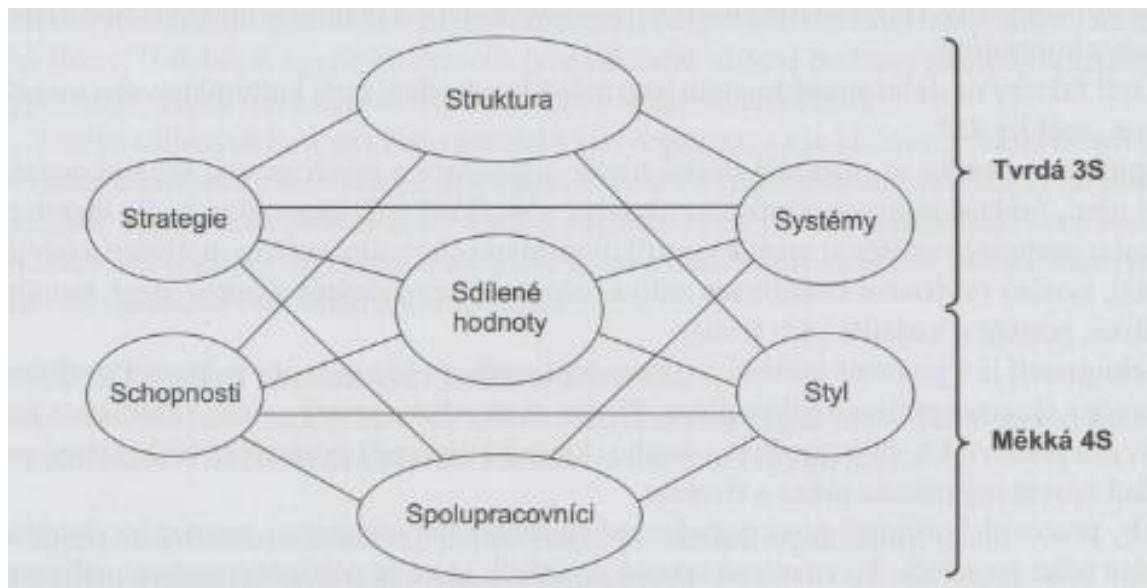 Struktura
Tvrdá 3S
Strategie
Systémy
Sdílené
hodnoty
Schopnosti
Styl
Měkká 4S
Spolupracovníci